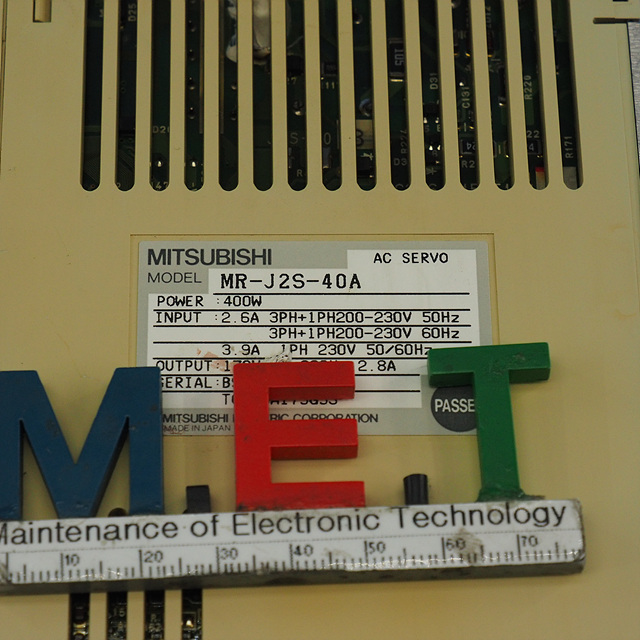 MITSUBISHI AC SERVO
MODEL MR-J2S-40A
POWER : 400W
INPUT : 2.6A 3PH+1PH200-230V 50Hz
3PH+1PH200-230V 60Hz
3.9A 1PH 230V 50/60Hz
OUTPUT: 2.8A
SERIAL:
PASSE
MITSUBISHI CORPORATION
MADE IN JAPAN
M.E.T
Maintenance of Electronic Technology
10 20 30 40 50 60 70